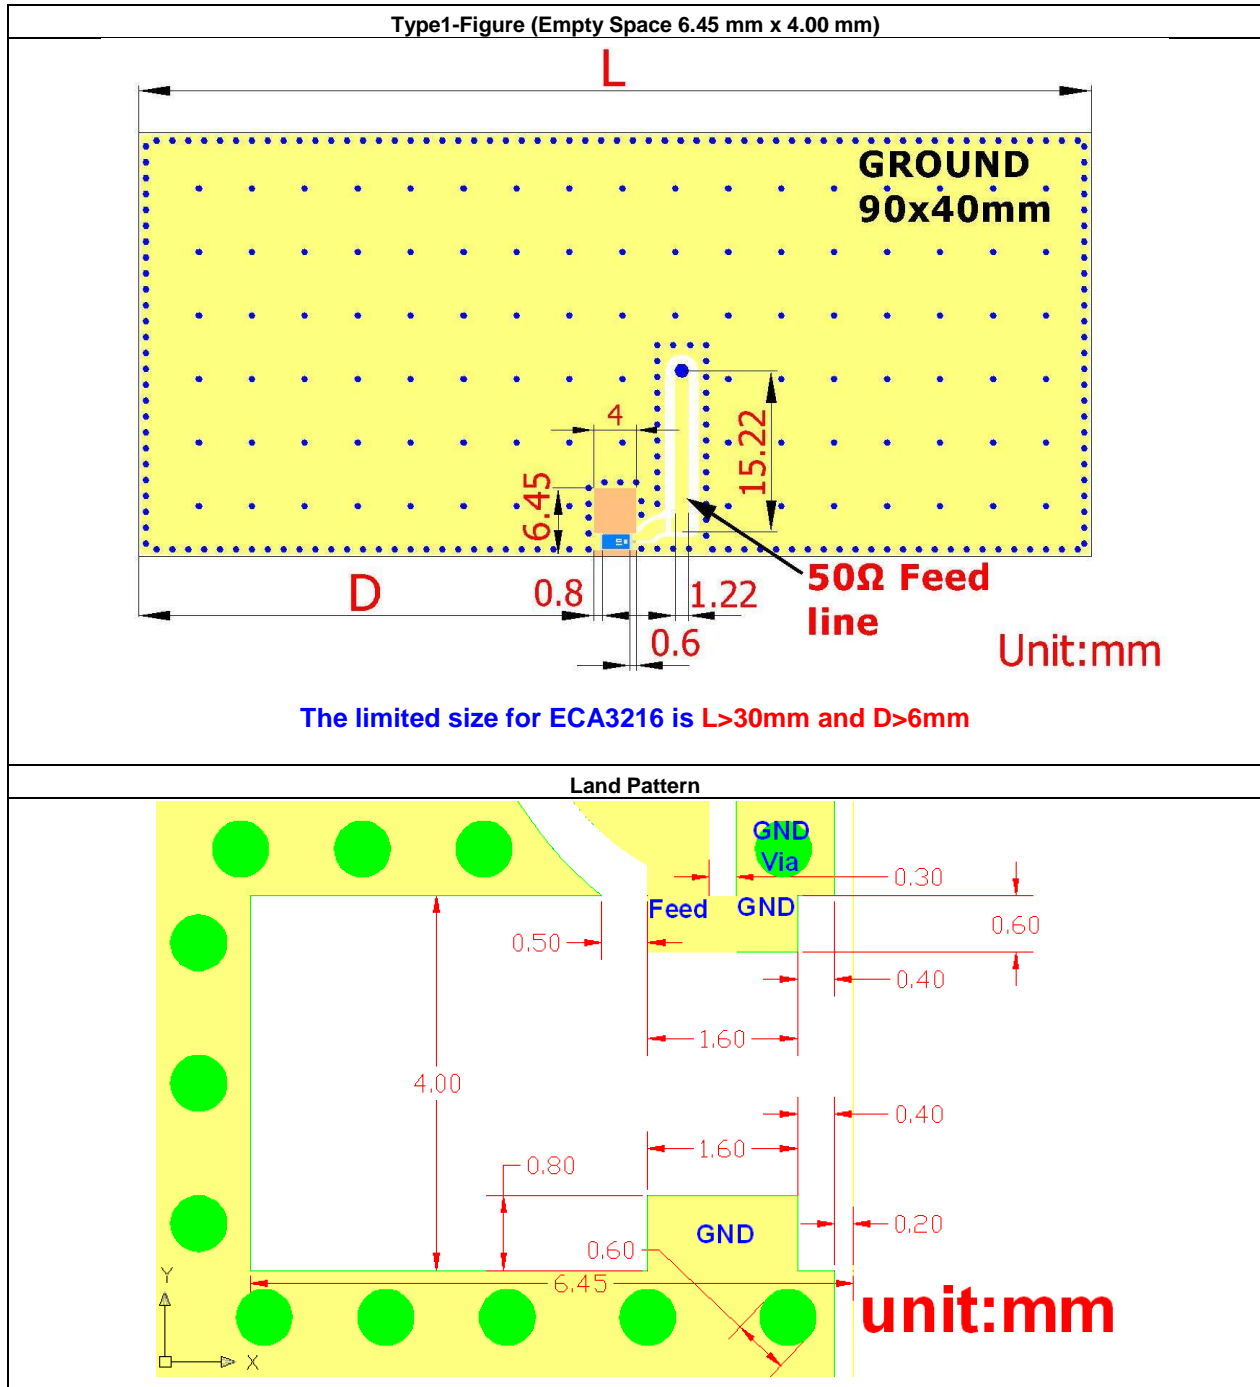 Type1-Figure (Empty Space 6.45 mm x 4.00 mm)
L
GROUND
90x40mm
4
15.22
6.45
50Ω Feed
line
D
0.8
1.22
0.6
Unit:mm
The limited size for ECA3216 is L>30mm and D>6mm
Land Pattern
GND
Via
0.30
Feed
GND
0.60
0.50
0.40
1.60
4.00
0.40
1.60
0.80
0.20
GND
0.60
6.45
unit:mm
Y
X